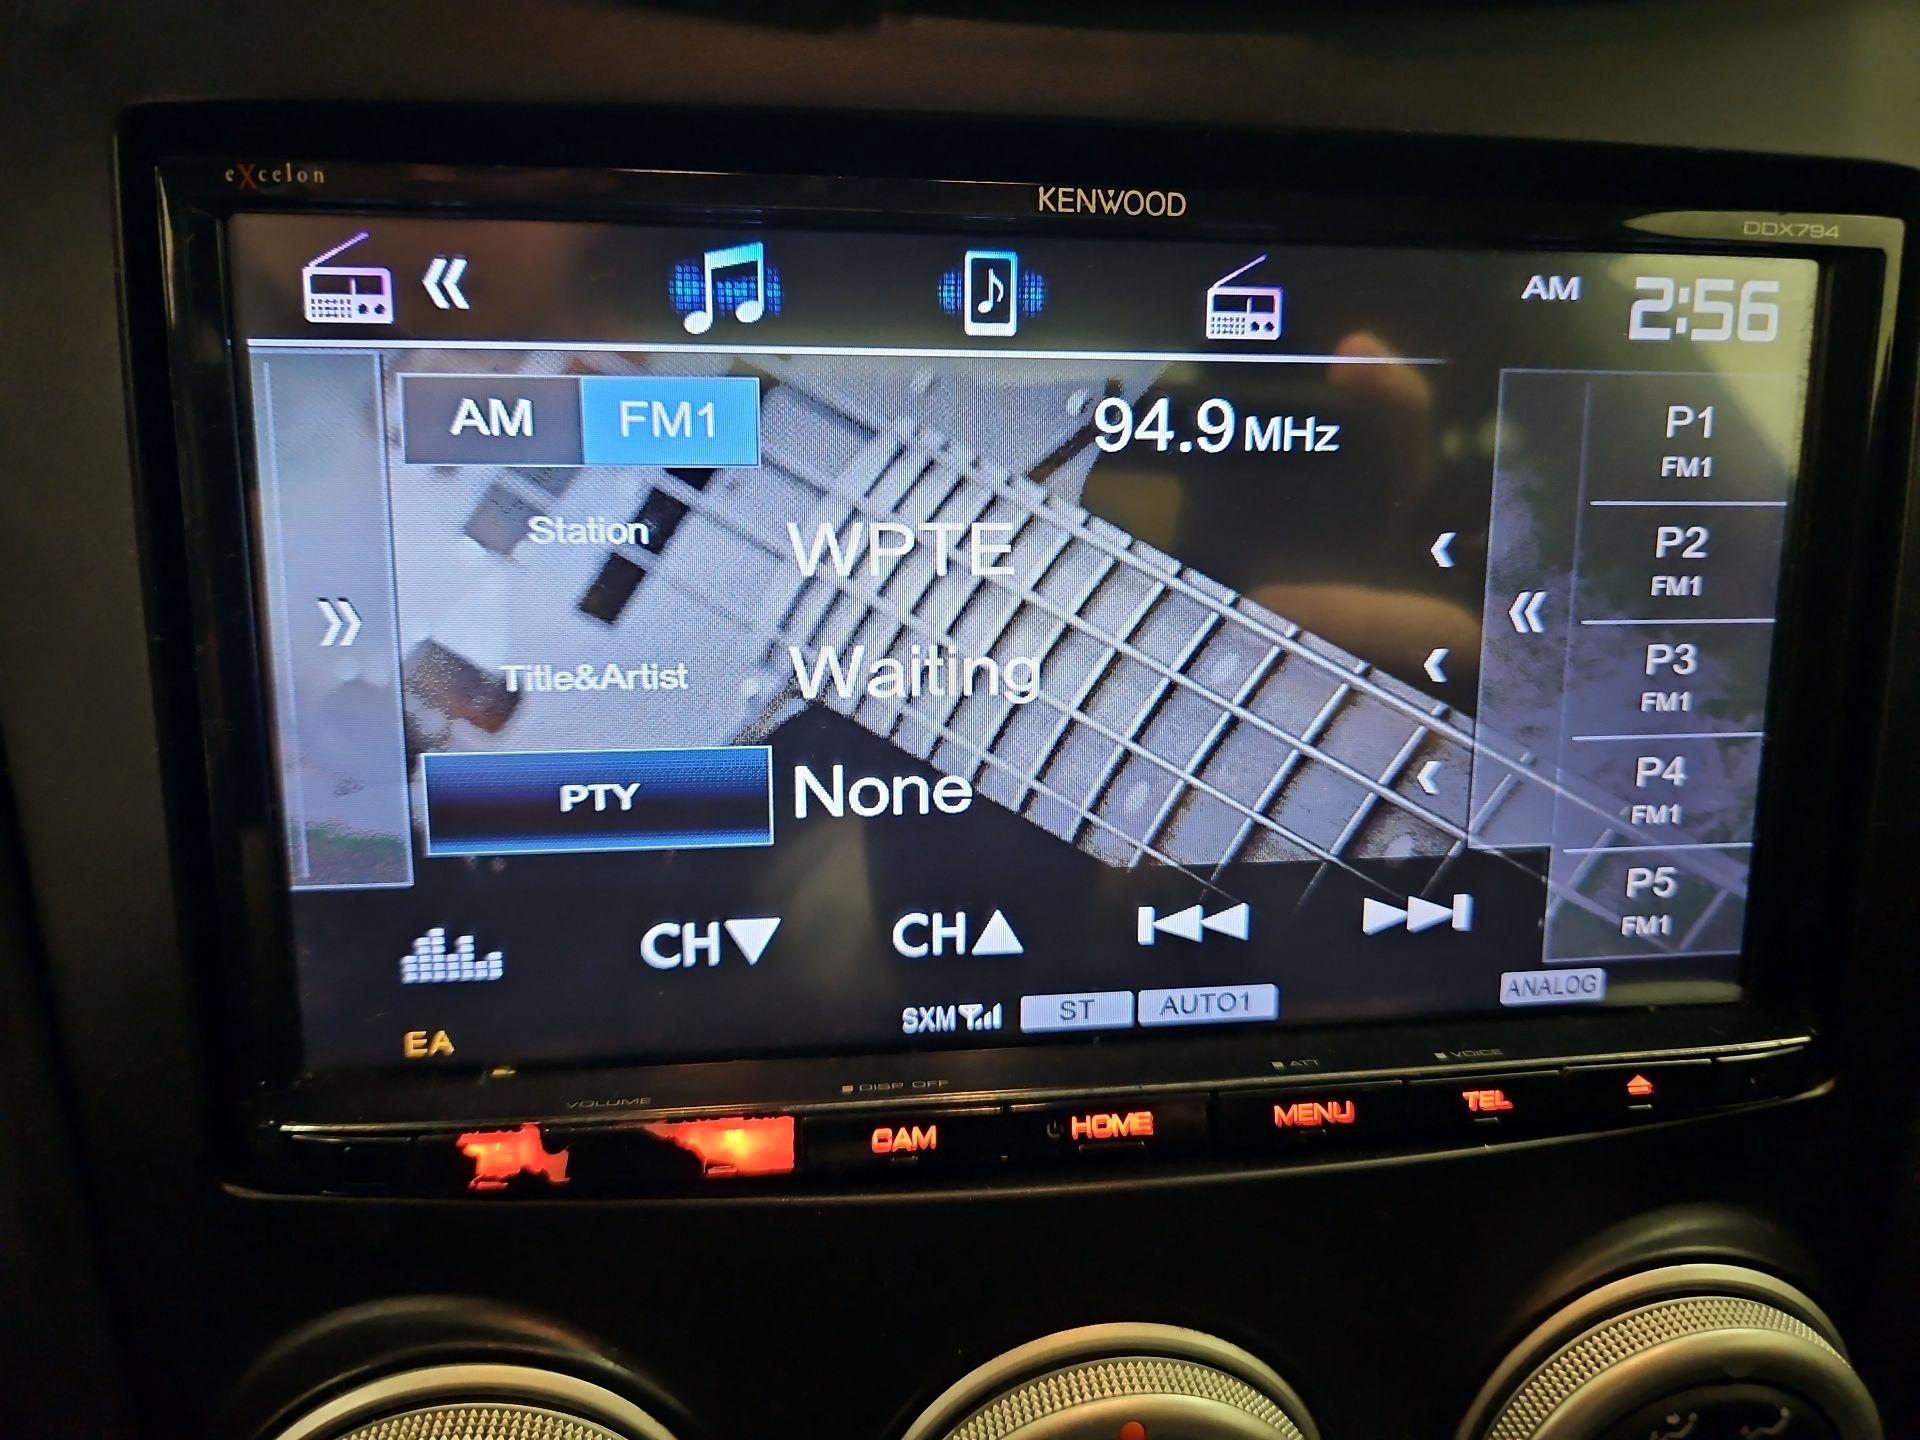 eXcelon
KENWOOD
DDX794
AM 2:56
AM FM1
94.9 MHz
Station WPTE
Title&Artist Waiting
PTY None
P1
FM1
P2
FM1
P3
FM1
P4
FM1
P5
FM1
CH▼ CH▲
SXM ST AUTO1 ANALOG
EA
VOLUME DISP OFF ATT VOICE
CAM HOME MENU TEL